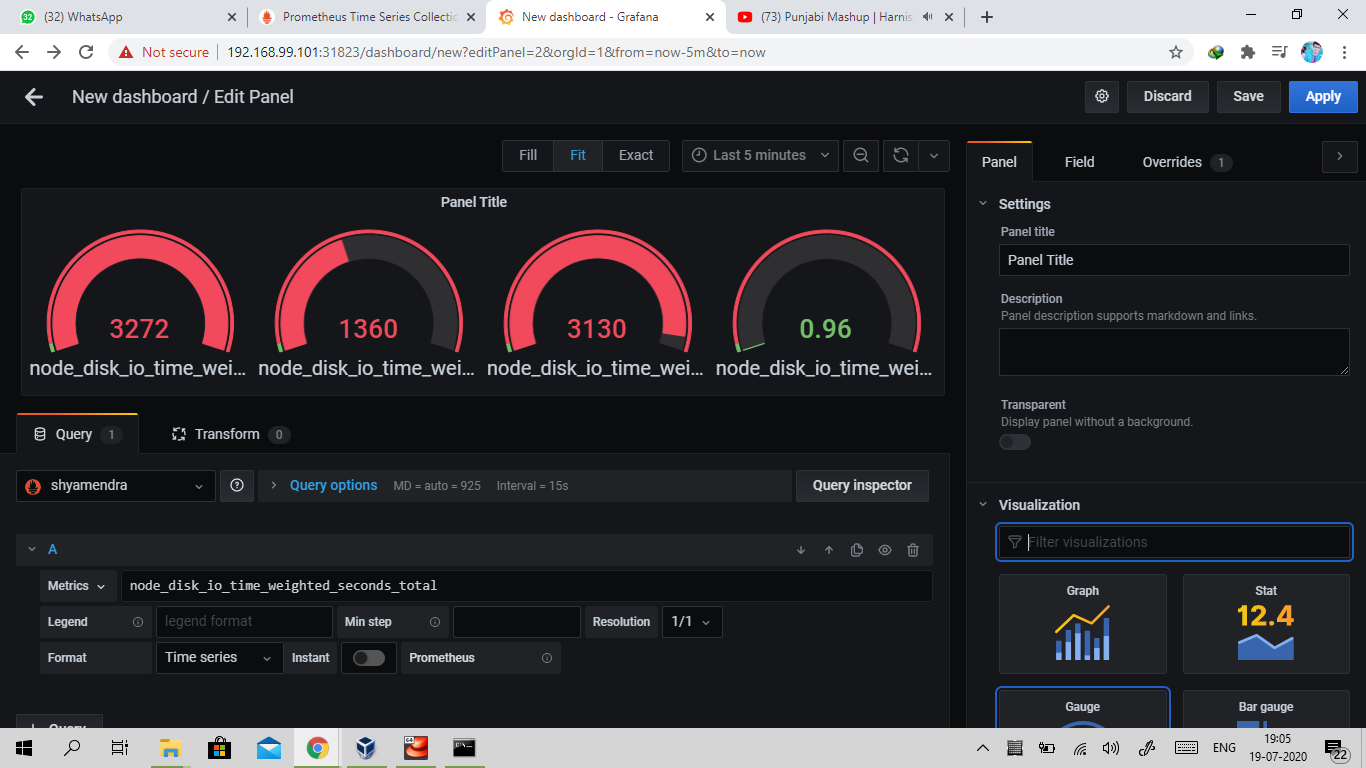 (32) WhatsApp
Prometheus Time Series Collectic
New dashboard - Grafana
(73) Punjabi Mashup | Harnis
Not secure
192.168.99.101:31823/dashboard/new?editPanel=2&orgId=1&from=now-5m&to=now
New dashboard / Edit Panel
Discard
Save
Apply
Fill
Fit
Exact
Last 5 minutes
Panel
Field
Overrides
1
Panel Title
3272
1360
3130
0.96
node_disk_io_time_wei...
node_disk_io_time_wei...
node_disk_io_time_wei...
node_disk_io_time_wei...
Settings
Panel title
Panel Title
Description
Panel description supports markdown and links.
Transparent
Display panel without a background.
Query
1
Transform
0
shyamendra
Query options
MD = auto = 925
Interval = 15s
Query inspector
A
Metrics
node_disk_io_time_weighted_seconds_total
Legend
legend format
Min step
Resolution
1/1
Format
Time series
Instant
Prometheus
Query
Visualization
Filter visualizations
Graph
Stat
12.4
Gauge
Bar gauge
ENG
19:05
19-07-2020
22